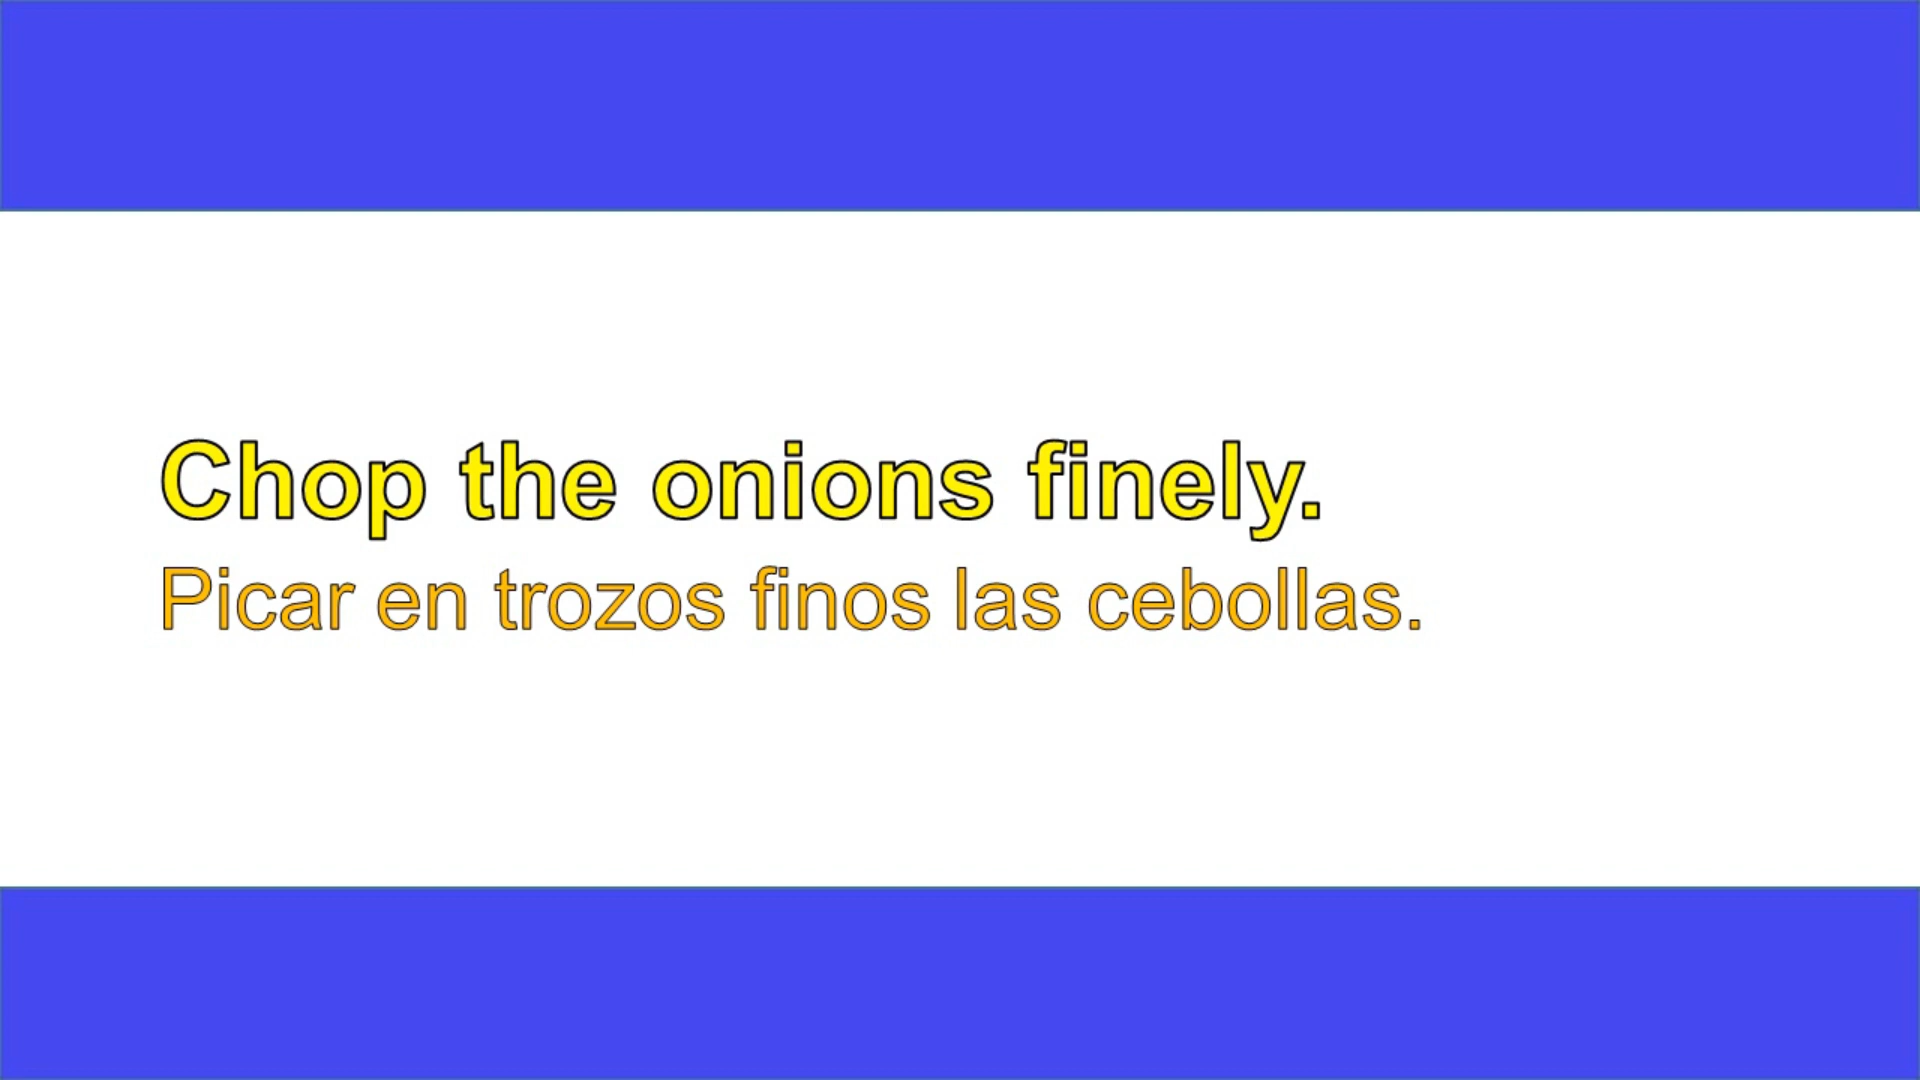 Chop the onions finely.
Picar en trozos finos las cebollas.